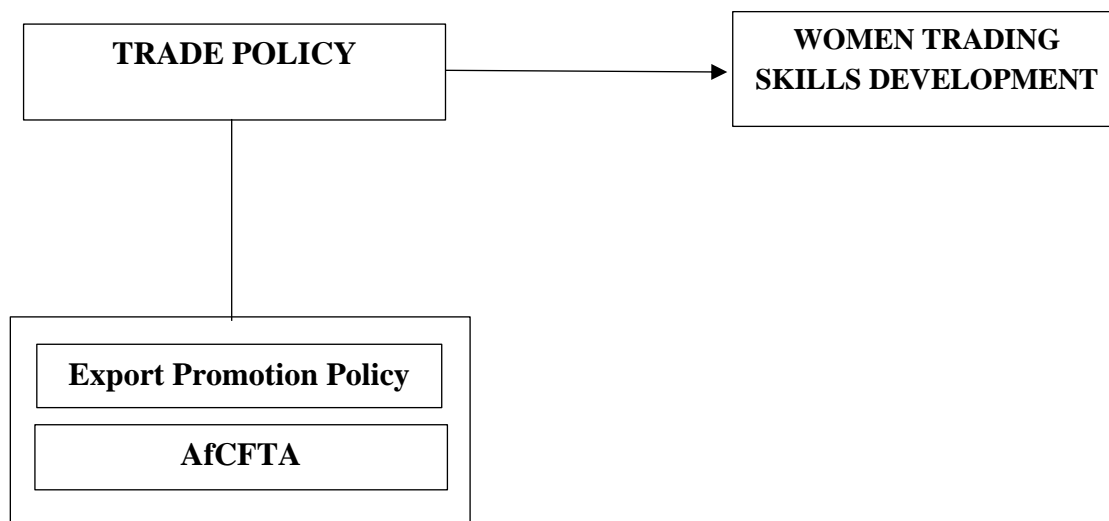 TRADE POLICY
WOMEN TRADING
SKILLS DEVELOPMENT
Export Promotion Policy
AfCFTA